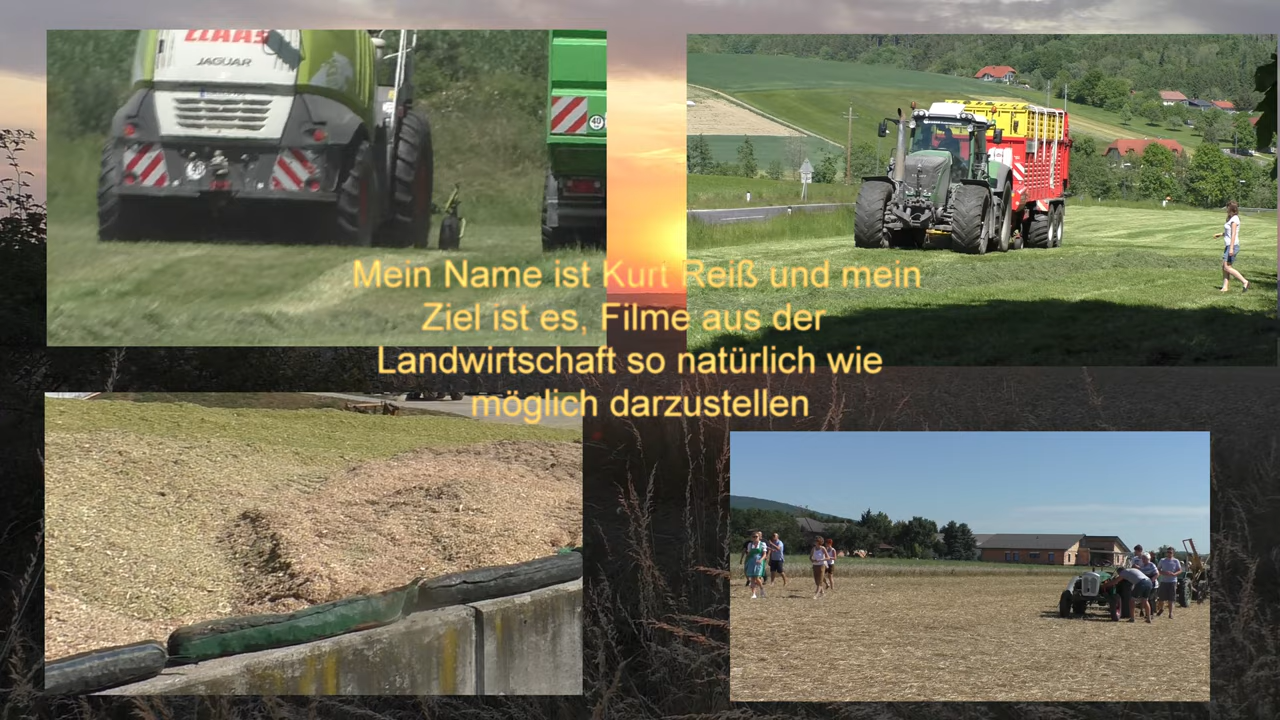 CLAAS
JAGUAR
40
Mein Name ist Kurt Reiß und mein
Ziel ist es, Filme aus der
Landwirtschaft so natürlich wie
möglich darzustellen